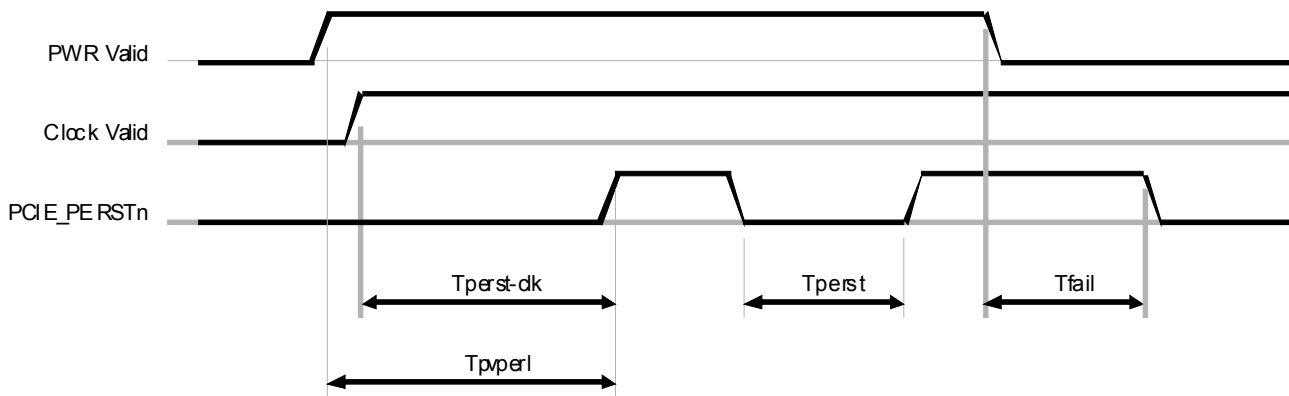 PWR Valid
Clock Valid
PCIE_PERSTn
Tperst-clk
Tperst
Tfail
Tpvperl